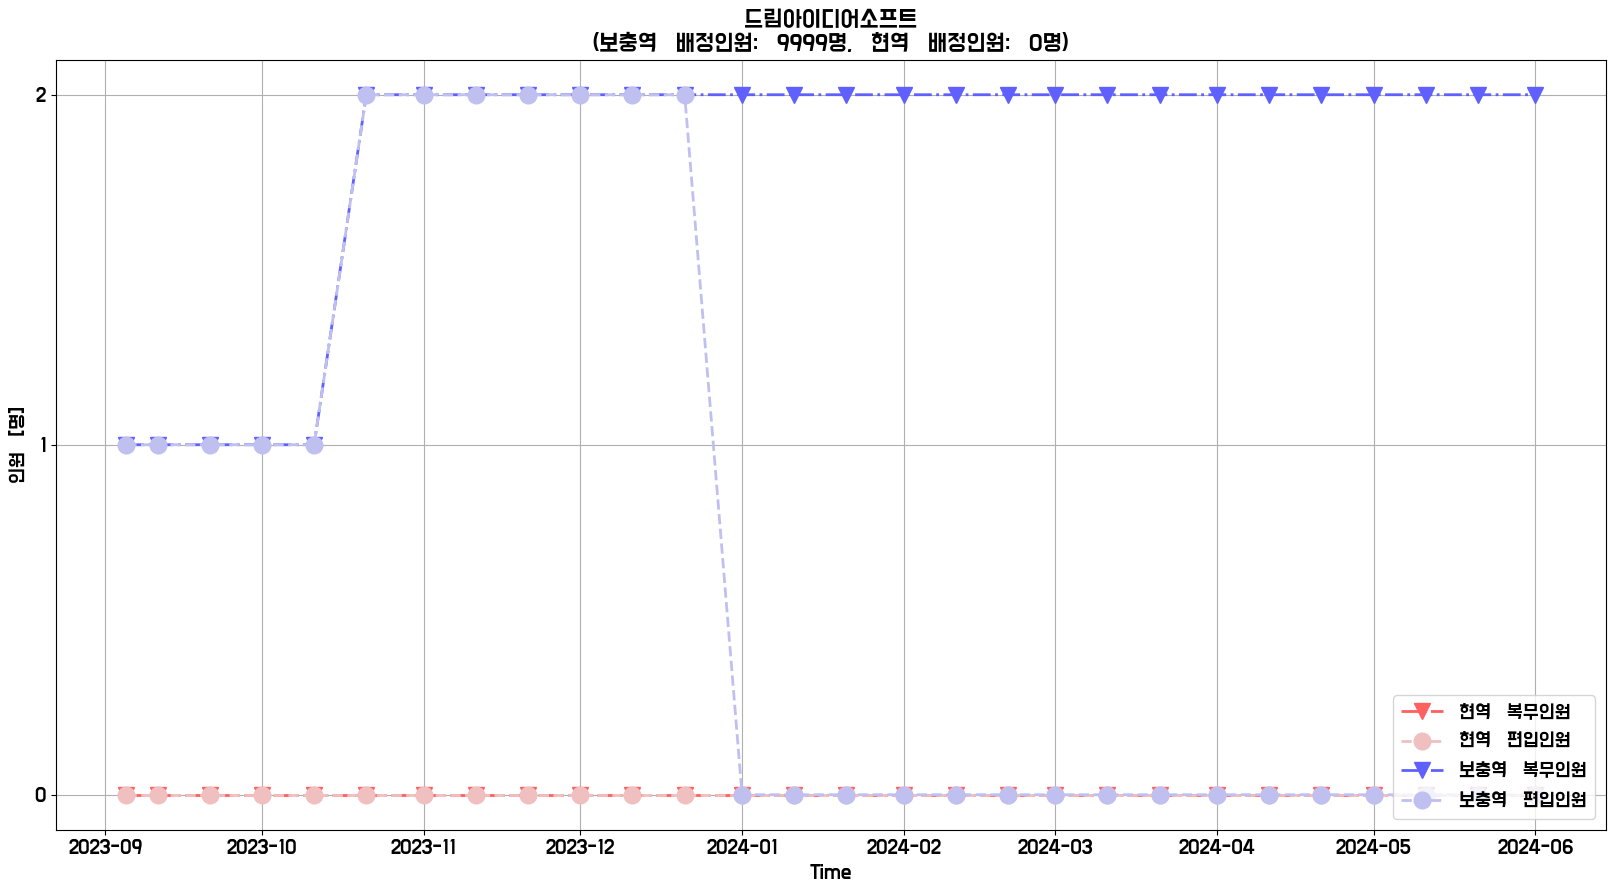 드림아이디어소프트
(보충역 배정인원: 9999명, 현역 배정인원: 0명)
2
1
0
인원 [명]
2023-09 2023-10 2023-11 2023-12 2024-01 2024-02 2024-03 2024-04 2024-05 2024-06
Time
현역 복무인원
현역 편입인원
보충역 복무인원
보충역 편입인원